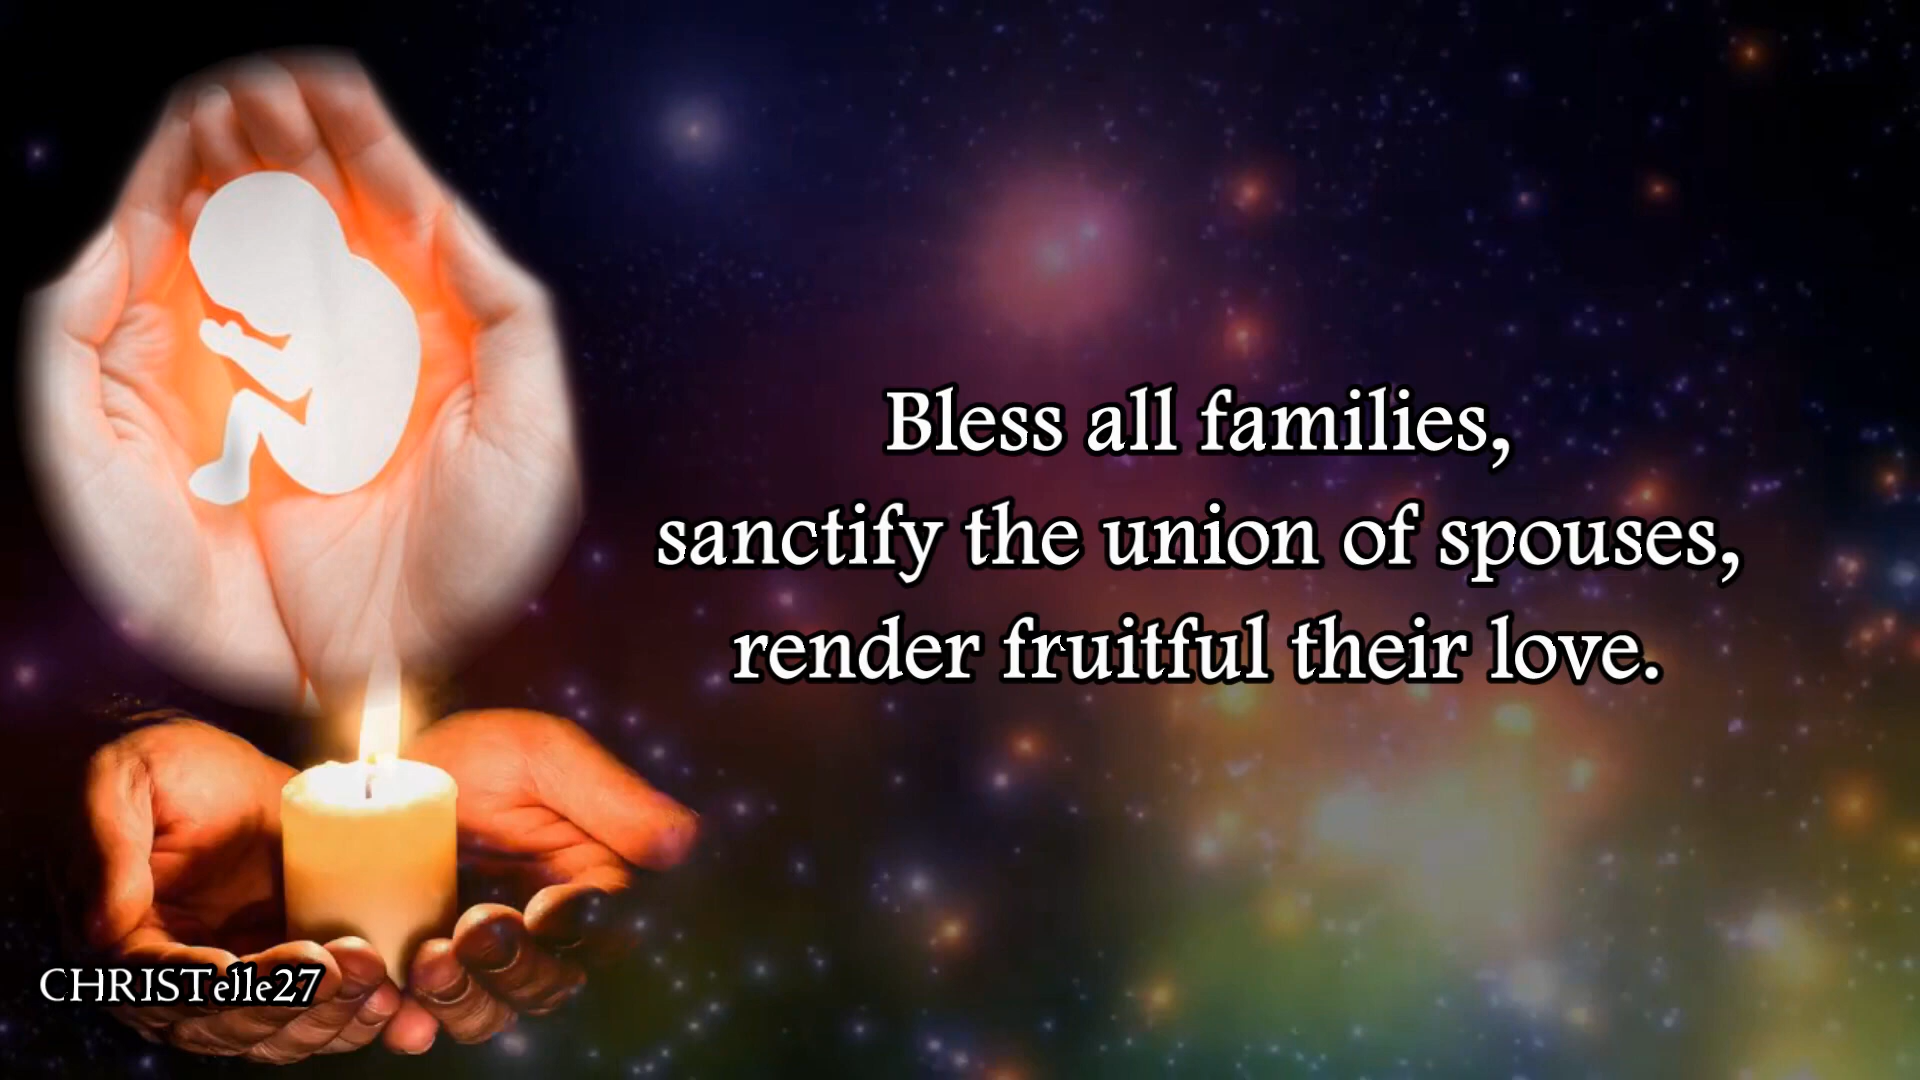 Bless all families,
sanctify the union of spouses,
render fruitful their love.
CHRISTelle27